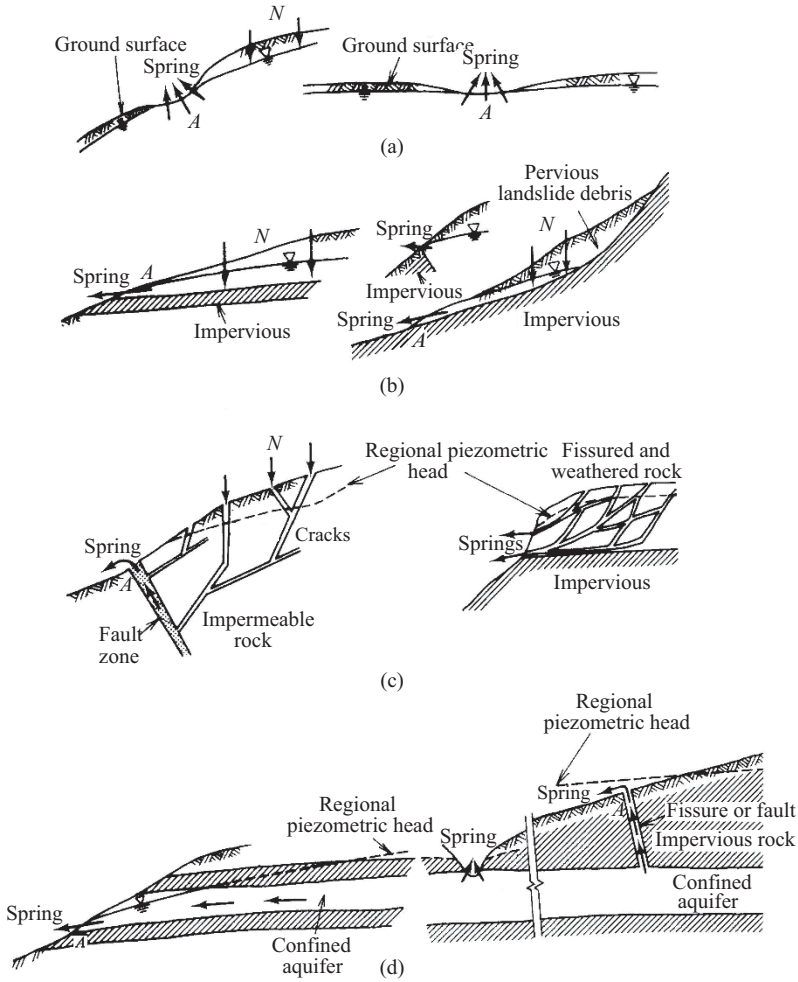 N
Ground surface
Spring
A
Ground surface
Spring
A
(a)
Pervious
landslide debris
N
Spring
A
Impervious
Spring
Impervious
N
Spring
A
Impervious
(b)
N
Spring
A
Fault
zone
Cracks
Impermeable
rock
Regional piezometric
head
Fissured and
weathered rock
Springs
Impervious
(c)
Regional
piezometric head
Spring
A
Confined
aquifer
Spring
Regional
piezometric head
Spring
A
Fissure or fault
Impervious rock
Confined
aquifer
(d)